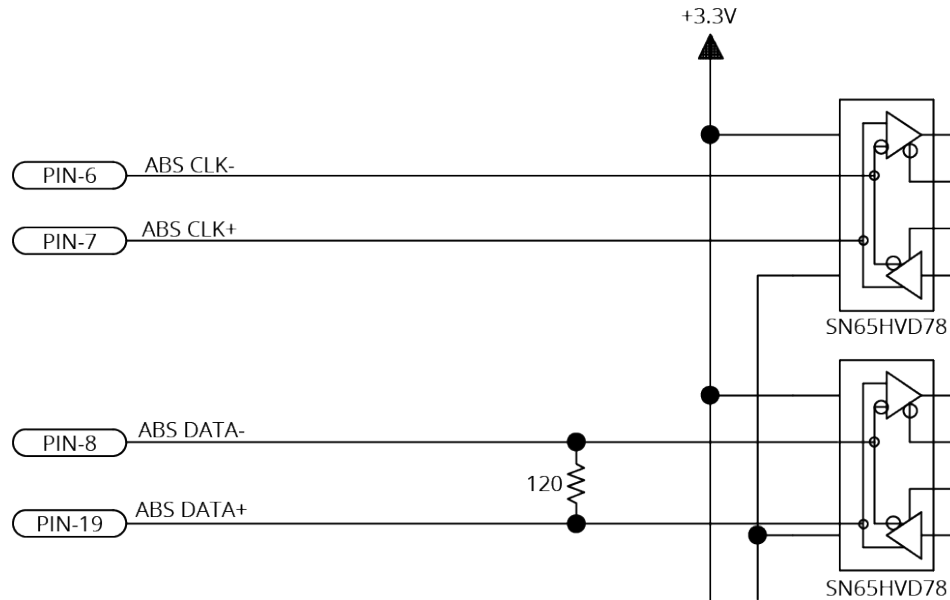 +3.3V
PIN-6 ABS CLK-
PIN-7 ABS CLK+
SN65HVD78
PIN-8 ABS DATA-
120
PIN-19 ABS DATA+
SN65HVD78